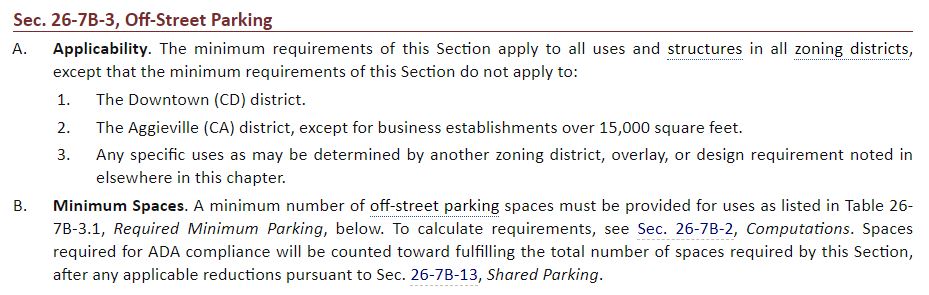 Sec. 26-7B-3, Off-Street Parking
A. Applicability. The minimum requirements of this Section apply to all uses and structures in all zoning districts,
except that the minimum requirements of this Section do not apply to:
1. The Downtown (CD) district.
2. The Aggieville (CA) district, except for business establishments over 15,000 square feet.
3. Any specific uses as may be determined by another zoning district, overlay, or design requirement noted in
elsewhere in this chapter.
B. Minimum Spaces. A minimum number of off-street parking spaces must be provided for uses as listed in Table 26-
7B-3.1, Required Minimum Parking, below. To calculate requirements, see Sec. 26-7B-2, Computations. Spaces
required for ADA compliance will be counted toward fulfilling the total number of spaces required by this Section,
after any applicable reductions pursuant to Sec. 26-7B-13, Shared Parking.